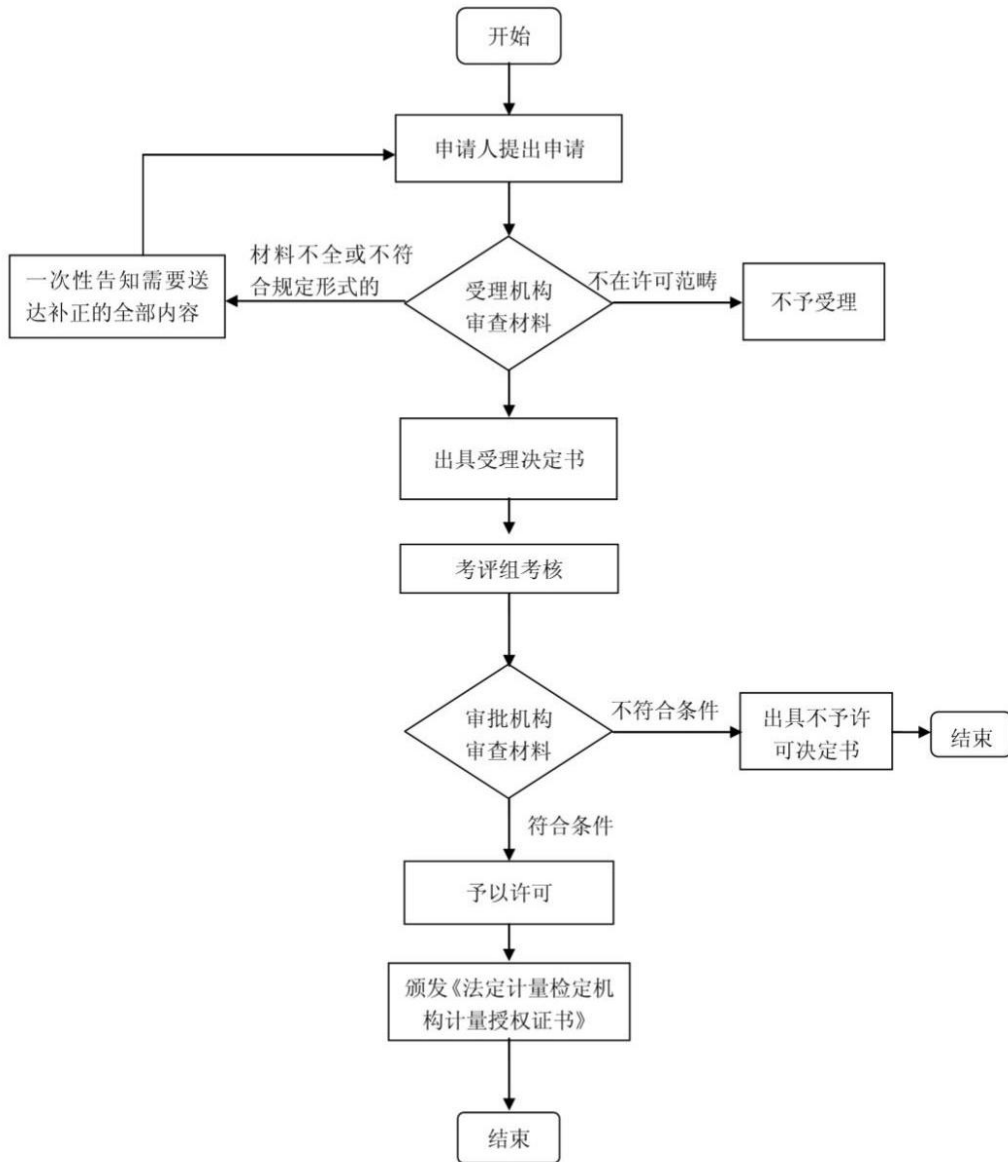 开始
申请人提出申请
材料不全或不符
合规定形式的
一次性告知需要送
达补正的全部内容
受理机构
审查材料
不在许可范畴
不予受理
出具受理决定书
考评组考核
审批机构
审查材料
不符合条件
出具不予许
可决定书
结束
符合条件
予以许可
颁发《法定计量检定机
构计量授权证书》
结束